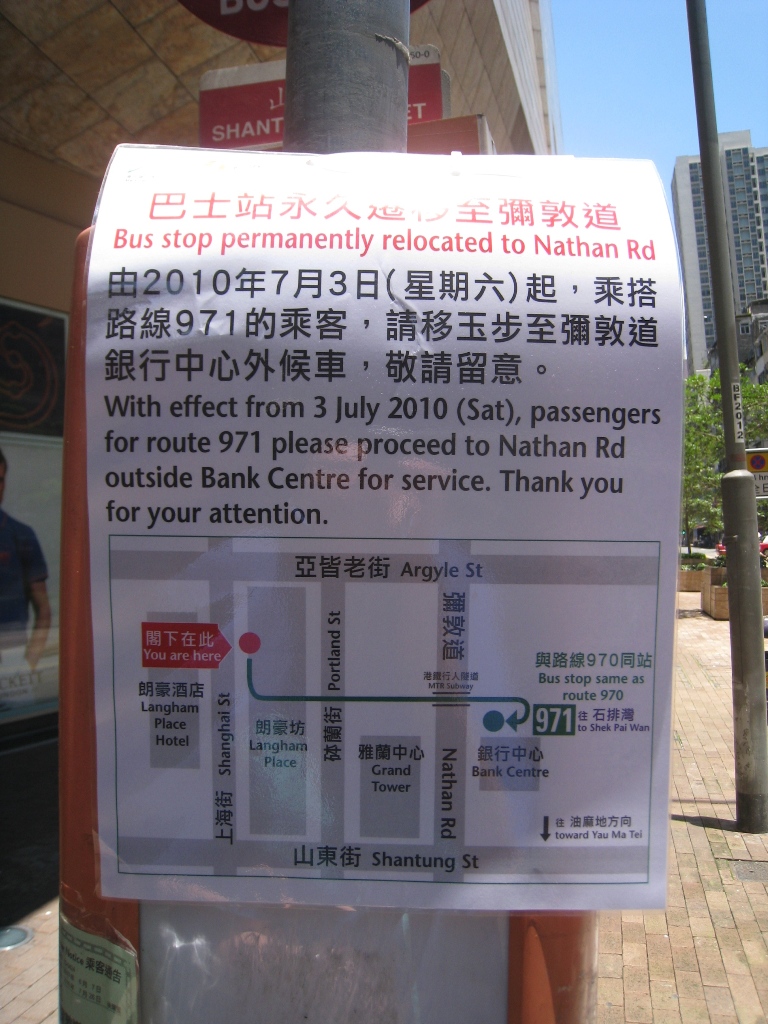 BUS
SHANT ET
巴士站永久遷移至彌敦道
Bus stop permanently relocated to Nathan Rd
由2010年7月3日(星期六)起，乘搭
路線971的乘客，請移玉步至彌敦道
銀行中心外候車，敬請留意。
With effect from 3 July 2010 (Sat), passengers
for route 971 please proceed to Nathan Rd
outside Bank Centre for service. Thank you
for your attention.
亞皆老街 Argyle St
閣下在此
You are here
朗豪酒店
Langham
Place
Hotel
上海街 Shanghai St
朗豪坊
Langham
Place
砵蘭街 Portland St
雅蘭中心
Grand
Tower
彌敦道
Nathan Rd
港鐵行人隧道
MTR Subway
與路線970同站
Bus stop same as
route 970
971 往 石排灣
to Shek Pai Wan
銀行中心
Bank Centre
往 油麻地方向
toward Yau Ma Tei
山東街 Shantung St
BF2012
乘客通告